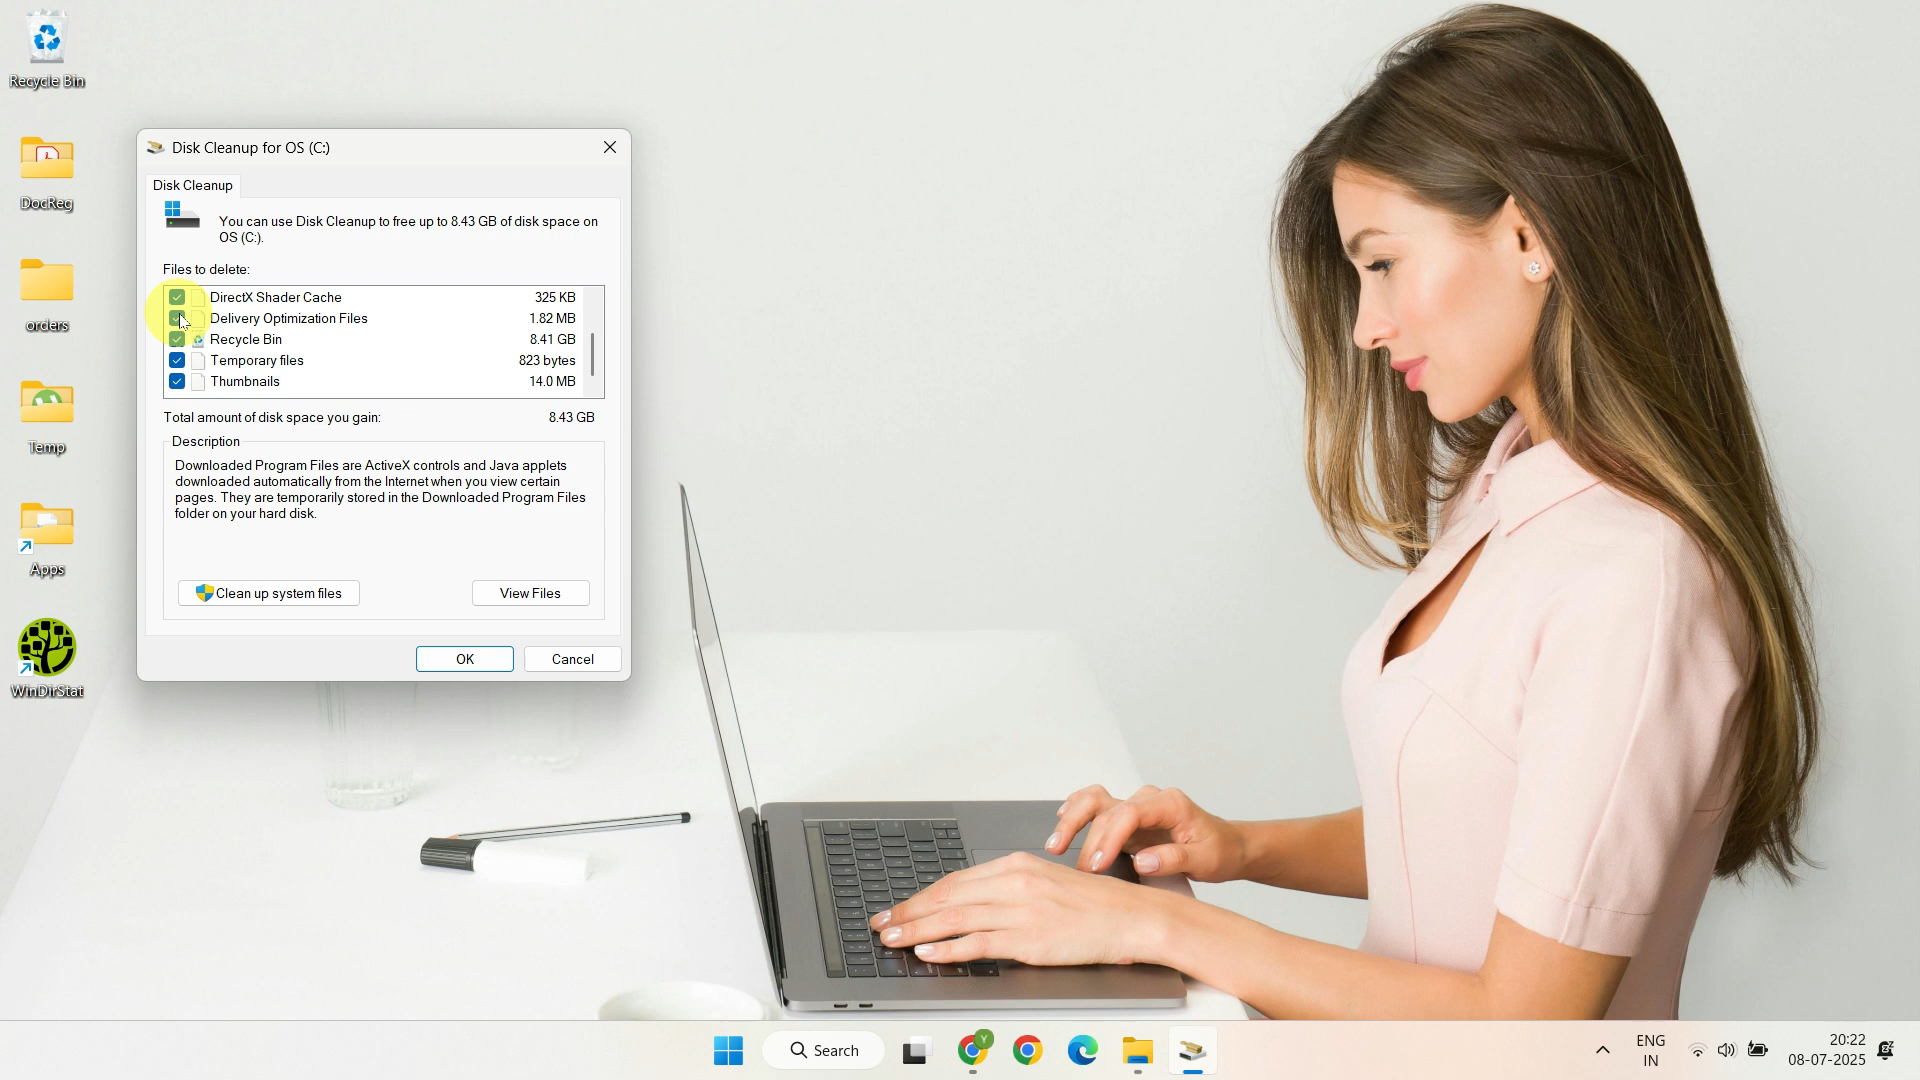 Recycle Bin
DocReg
orders
Temp
Apps
WinDirStat
Disk Cleanup for OS (C:)
Disk Cleanup
You can use Disk Cleanup to free up to 8.43 GB of disk space on
OS (C:).
Files to delete:
DirectX Shader Cache 325 KB
Delivery Optimization Files 1.82 MB
Recycle Bin 8.41 GB
Temporary files 823 bytes
Thumbnails 14.0 MB
Total amount of disk space you gain: 8.43 GB
Description
Downloaded Program Files are ActiveX controls and Java applets
downloaded automatically from the Internet when you view certain
pages. They are temporarily stored in the Downloaded Program Files
folder on your hard disk.
Clean up system files
View Files
OK
Cancel
Search
Y
ENG
IN
20:22
08-07-2025